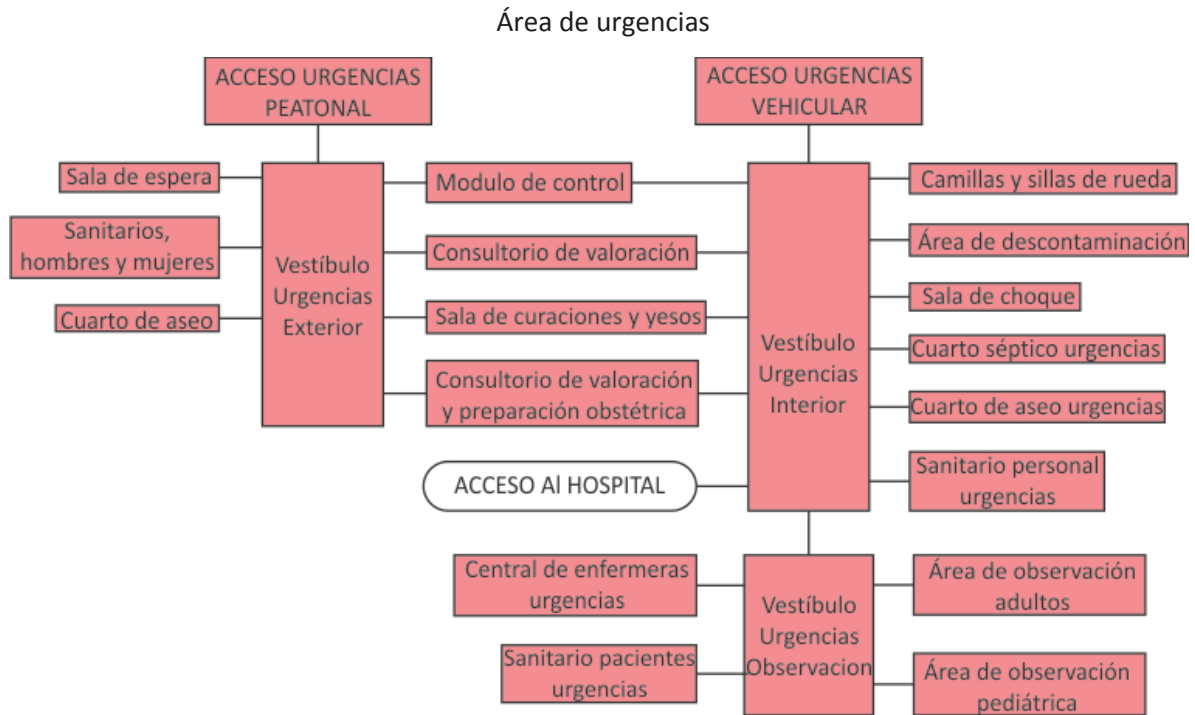 Área de urgencias
ACCESO URGENCIAS
PEATONAL
ACCESO URGENCIAS
VEHICULAR
Sala de espera
Sanitarios,
hombres y mujeres
Cuarto de aseo
Vestíbulo
Urgencias
Exterior
Modulo de control
Consultorio de valoración
Sala de curaciones y yesos
Consultorio de valoración
y preparación obstétrica
ACCESO Al HOSPITAL
Vestíbulo
Urgencias
Interior
Camillas y sillas de rueda
Área de descontaminación
Sala de choque
Cuarto séptico urgencias
Cuarto de aseo urgencias
Sanitario personal
urgencias
Central de enfermeras
urgencias
Sanitario pacientes
urgencias
Vestíbulo
Urgencias
Observacion
Área de observación
adultos
Área de observación
pediátrica